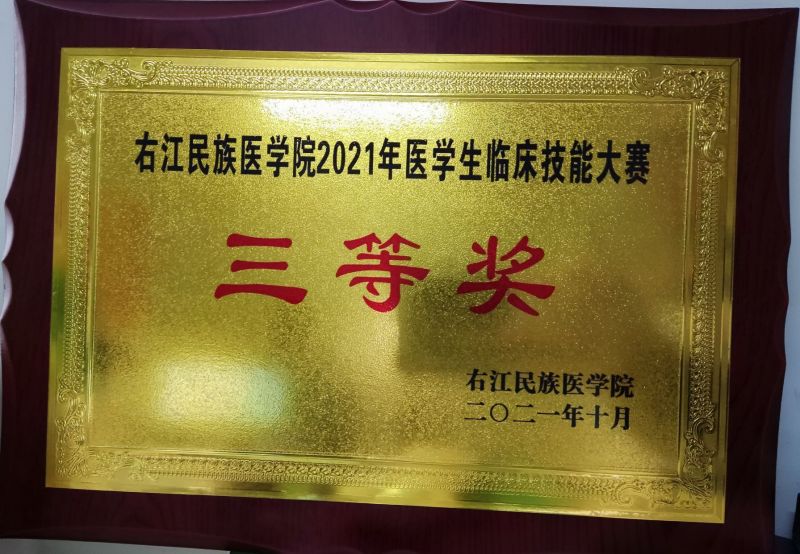 右江民族医学院2021年医学生临床技能大赛
三等奖
右江民族医学院
二〇二一年十月